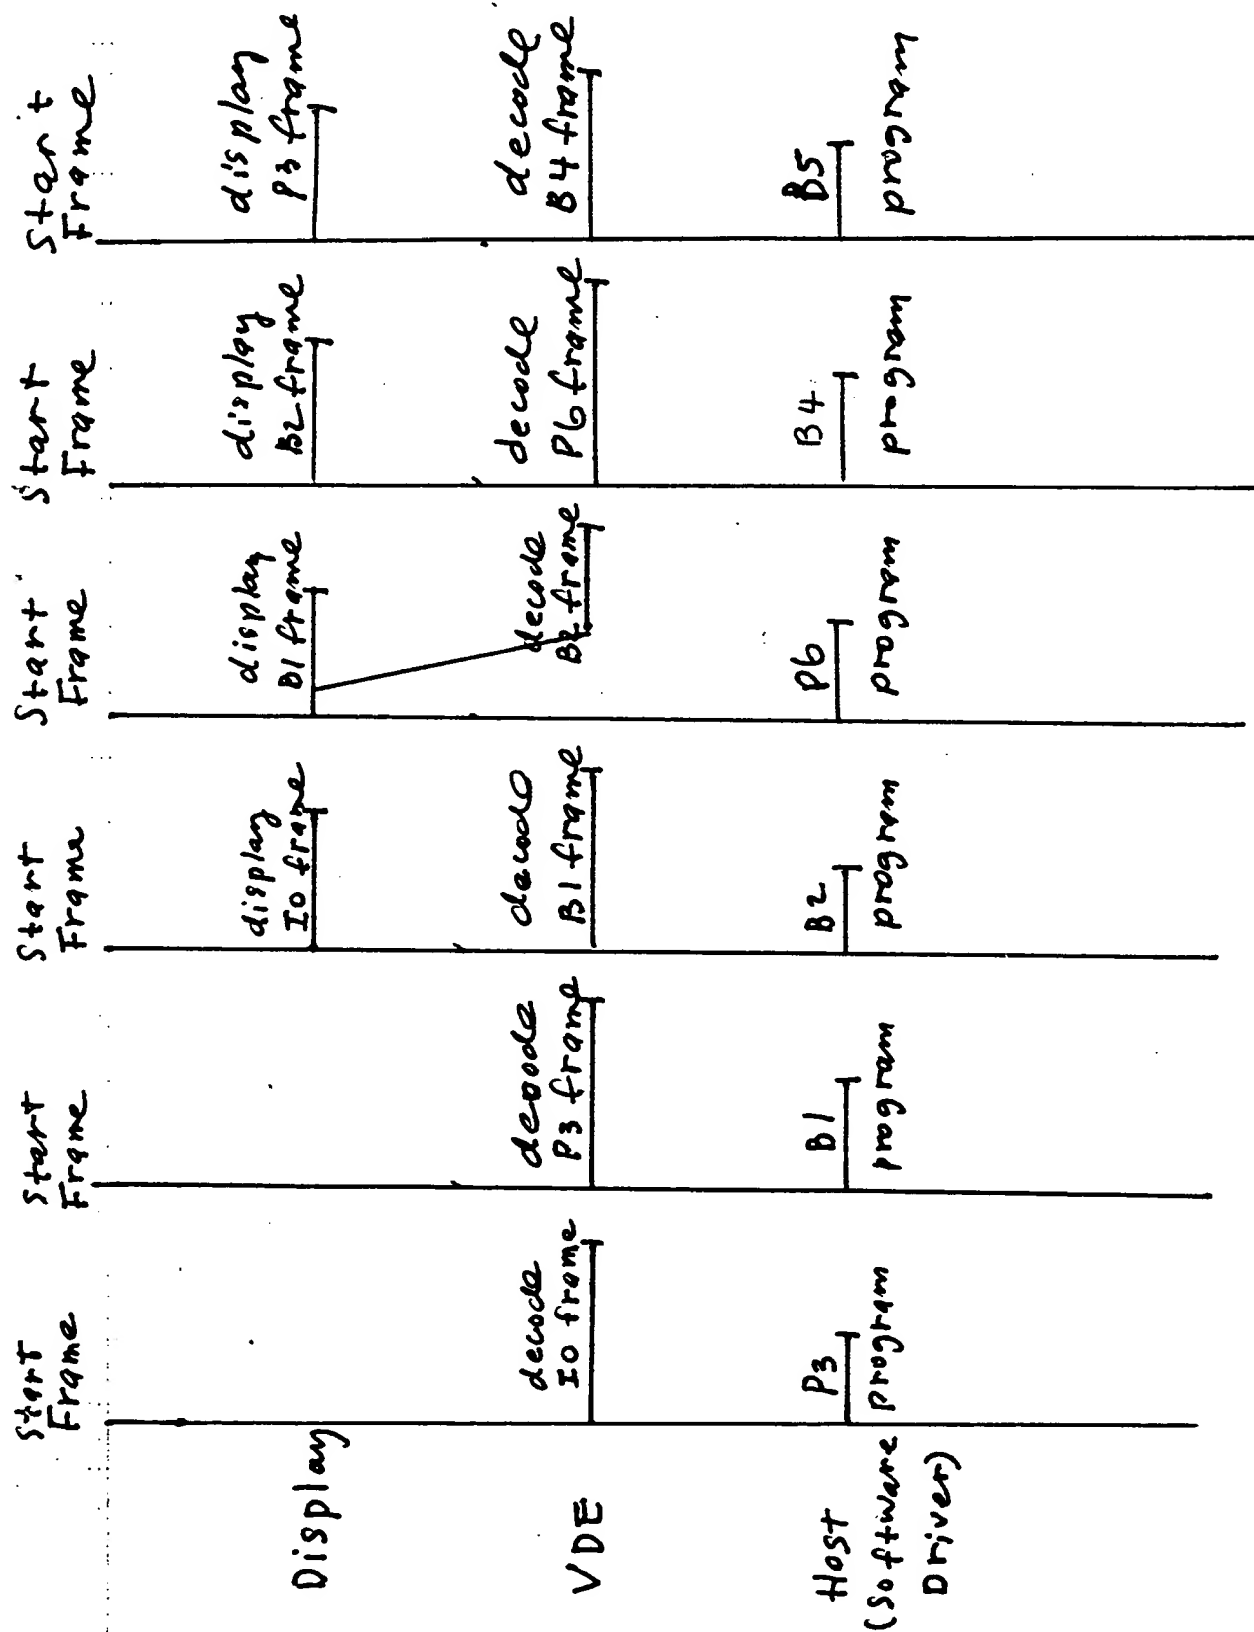 Start
Frame
Start
Frame
Start
Frame
Start
Frame
Start
Frame
Start
Frame
Display
display
I0 frame
display
B1 frame
display
B2 frame
display
P3 frame
VDE
decode
I0 frame
decode
P3 frame
decode
B1 frame
decode
B2 frame
decode
P6 frame
decode
B4 frame
Host
(Software
Driver)
P3
program
B1
program
B2
program
P6
program
B4
program
B5
program